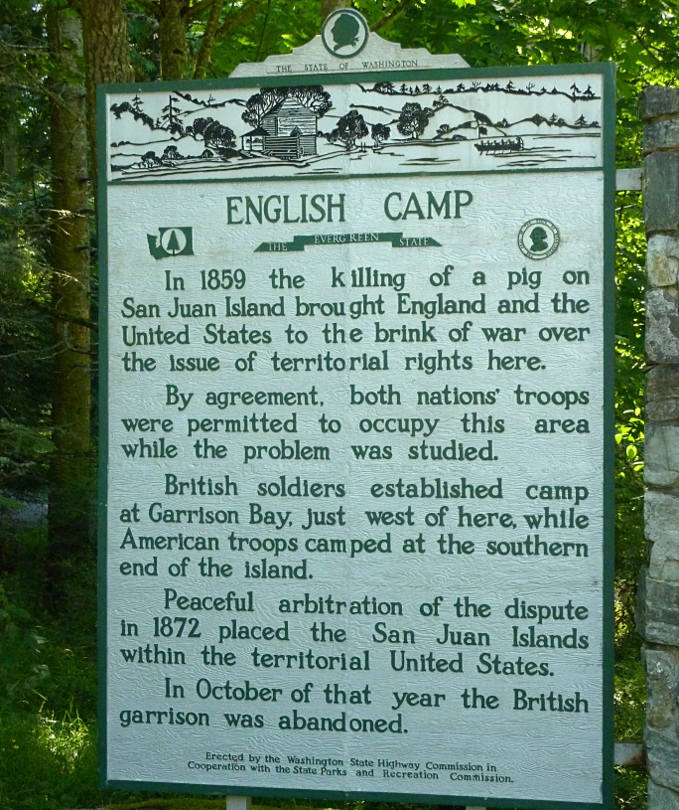 THE STATE OF WASHINGTON
ENGLISH CAMP
THE EVERGREEN STATE
In 1859 the killing of a pig on
San Juan Island brought England and the
United States to the brink of war over
the issue of territorial rights here.
By agreement, both nations' troops
were permitted to occupy this area
while the problem was studied.
British soldiers established camp
at Garrison Bay, just west of here, while
American troops camped at the southern
end of the island.
Peaceful arbitration of the dispute
in 1872 placed the San Juan Islands
within the territorial United States.
In October of that year the British
garrison was abandoned.
Erected by the Washington State Highway Commission in
Cooperation with the State Parks and Recreation Commission.